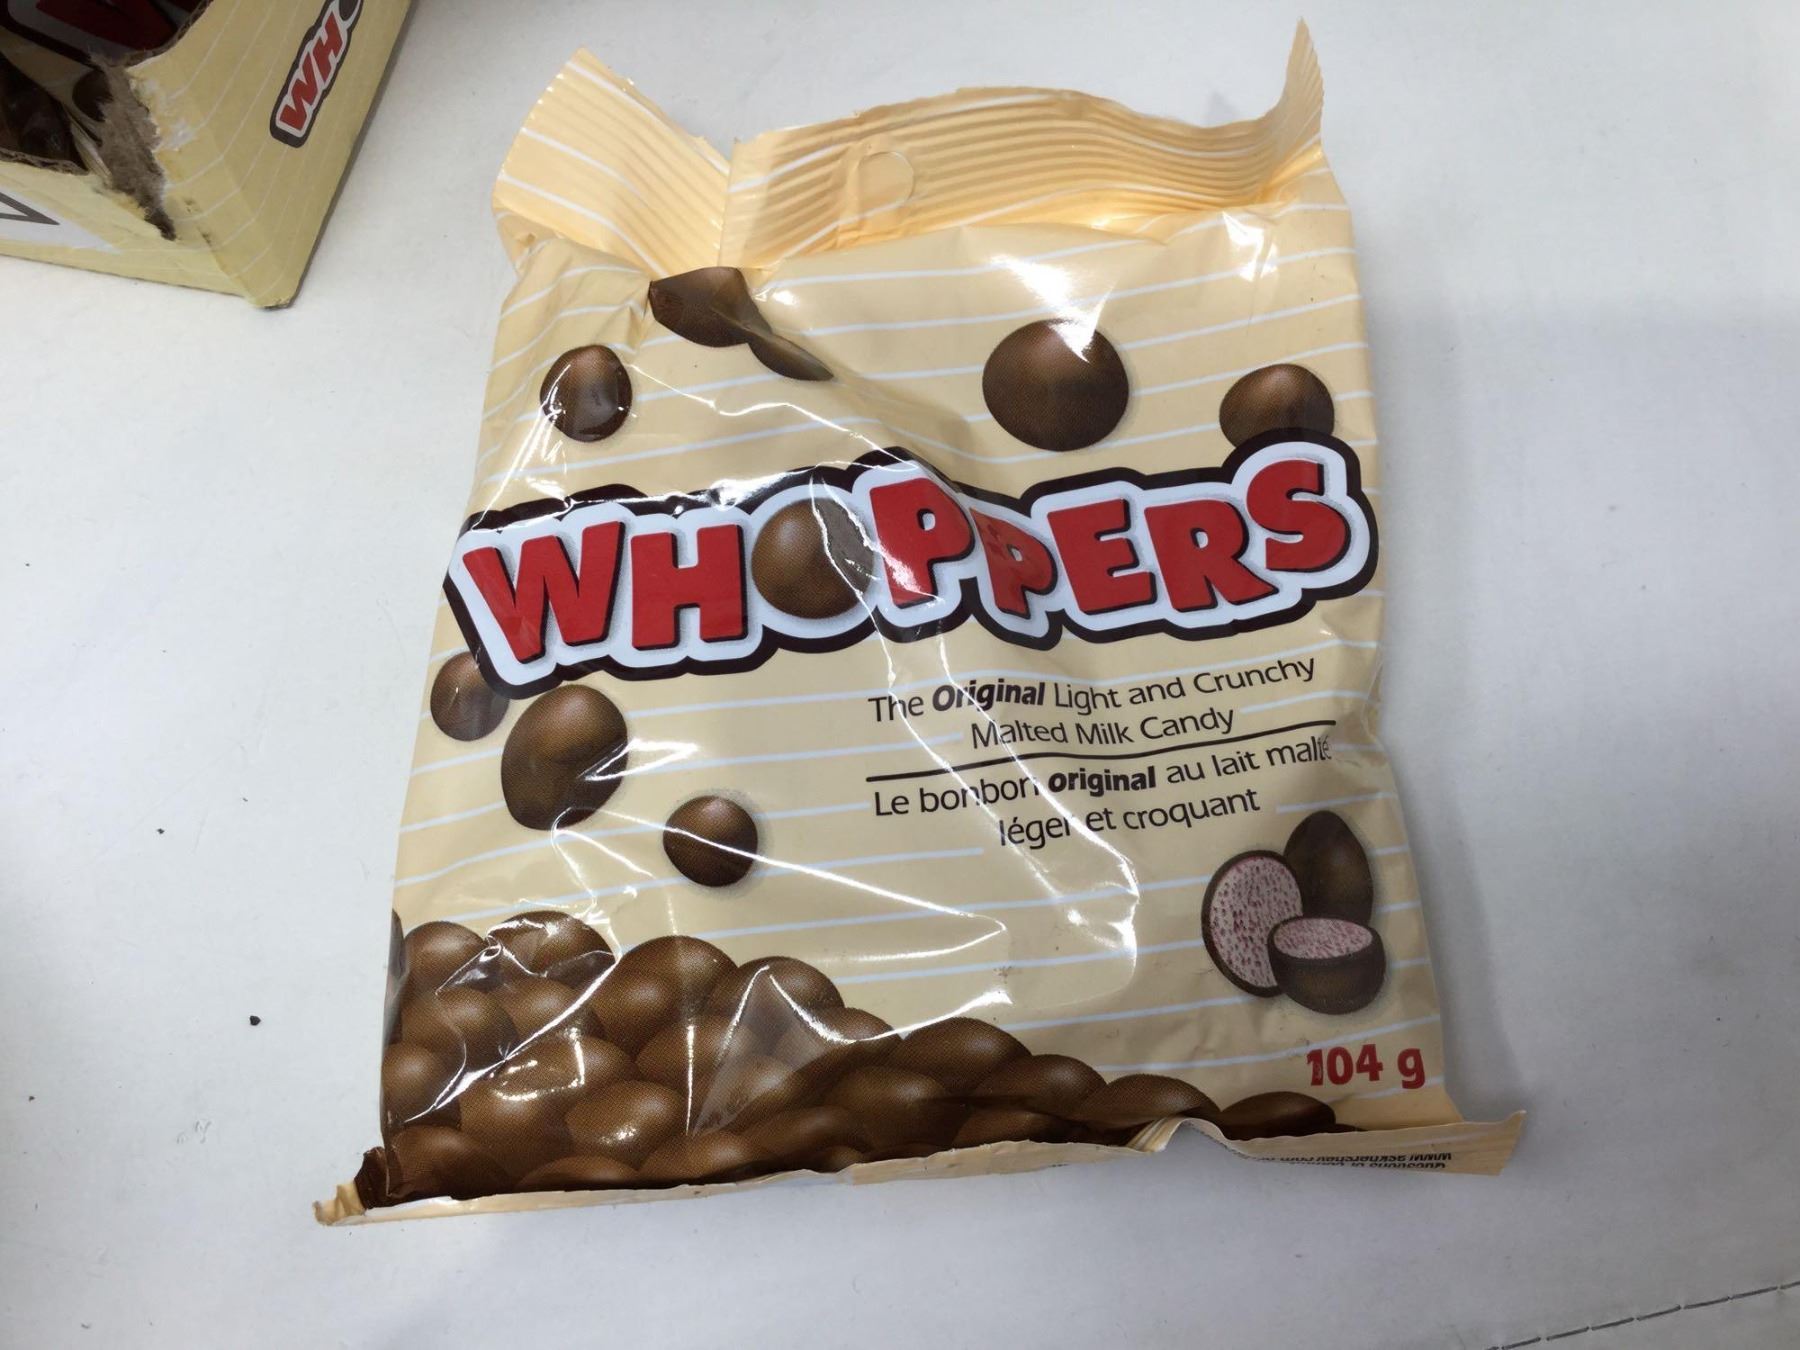 WH
WHOPPERS
The Original Light and Crunchy
Malted Milk Candy
Le bonbon original au lait malté
léger et croquant
104 g